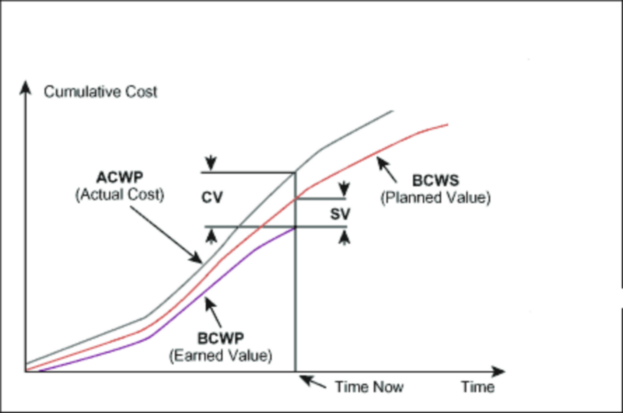 Cumulative Cost
ACWP
(Actual Cost)
CV
BCWS
(Planned Value)
SV
BCWP
(Earned Value)
Time Now
Time